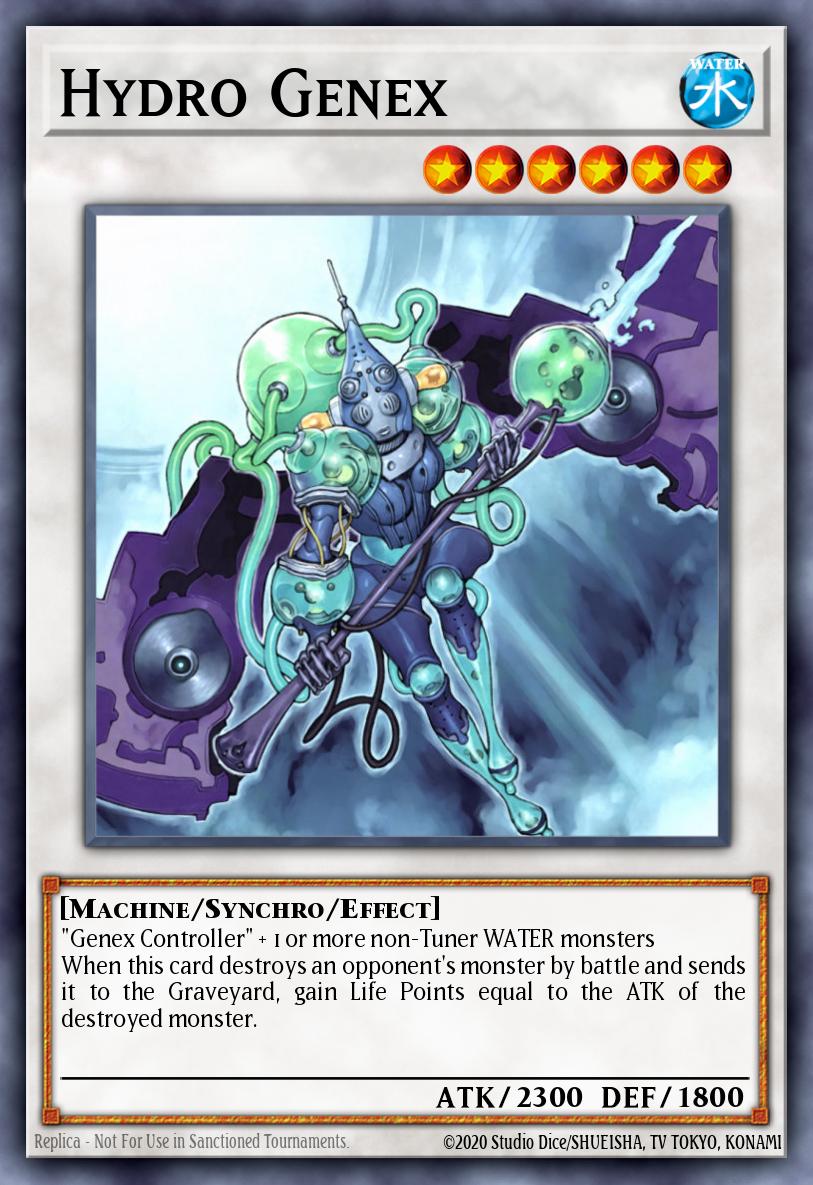 Hydro Genex
WATER
水
[Machine/Synchro/Effect]
"Genex Controller" + 1 or more non-Tuner WATER monsters
When this card destroys an opponent's monster by battle and sends
it to the Graveyard, gain Life Points equal to the ATK of the
destroyed monster.
ATK/2300 DEF/1800
Replica - Not For Use in Sanctioned Tournaments.
©2020 Studio Dice/SHUEISHA, TV TOKYO, KONAMI